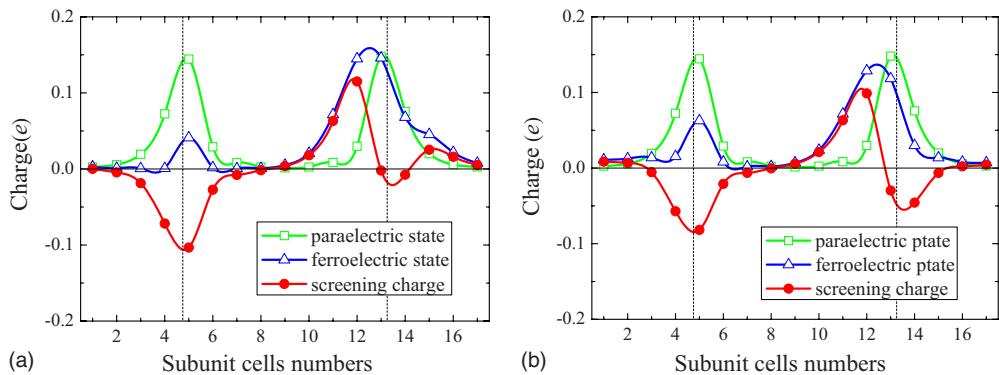 0.2
0.1
0.0
-0.1
-0.2
Charge(e)
paraelectric state
ferroelectric state
screening charge
2 4 6 8 10 12 14 16
Subunit cells numbers
(a)
0.2
0.1
0.0
-0.1
-0.2
Charge (e)
paraelectric ptate
ferroelectric ptate
screening charge
2 4 6 8 10 12 14 16
Subunit cells numbers
(b)